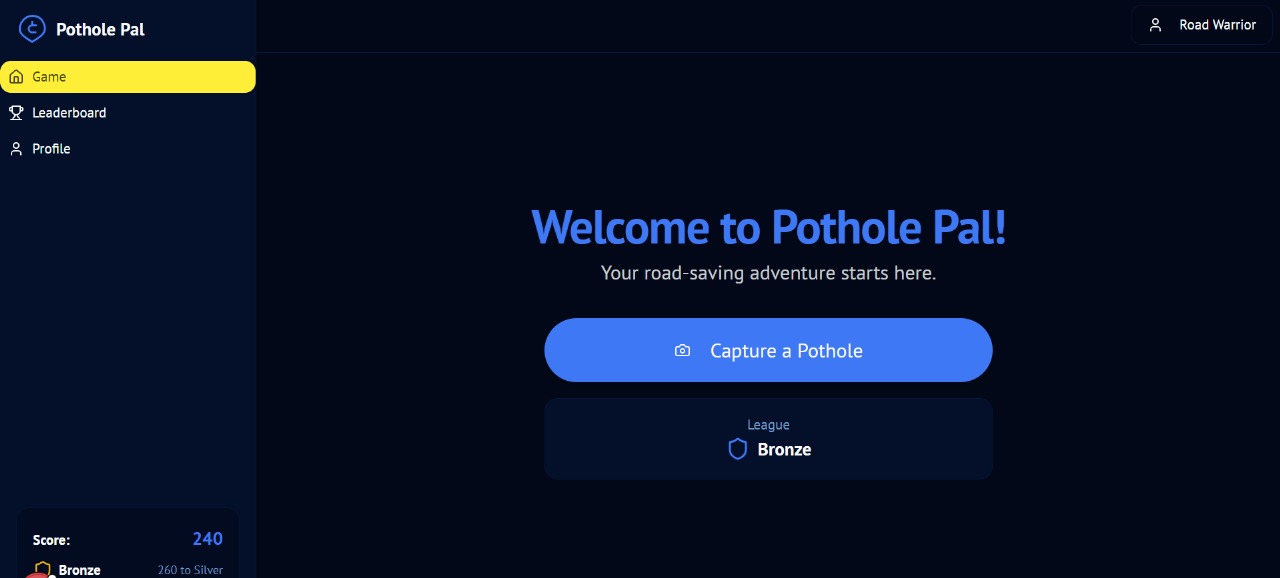 Pothole Pal
Road Warrior
Game
Leaderboard
Profile
Welcome to Pothole Pal!
Your road-saving adventure starts here.
Capture a Pothole
League
Bronze
Score: 240
Bronze 260 to Silver